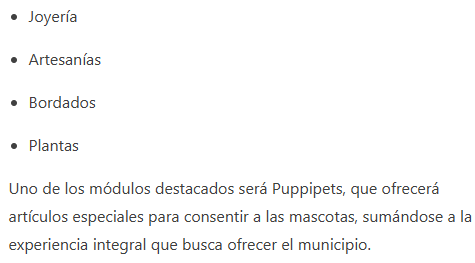 • Joyería
• Artesanías
• Bordados
• Plantas
Uno de los módulos destacados será Puppipets, que ofrecerá
artículos especiales para consentir a las mascotas, sumándose a la
experiencia integral que busca ofrecer el municipio.